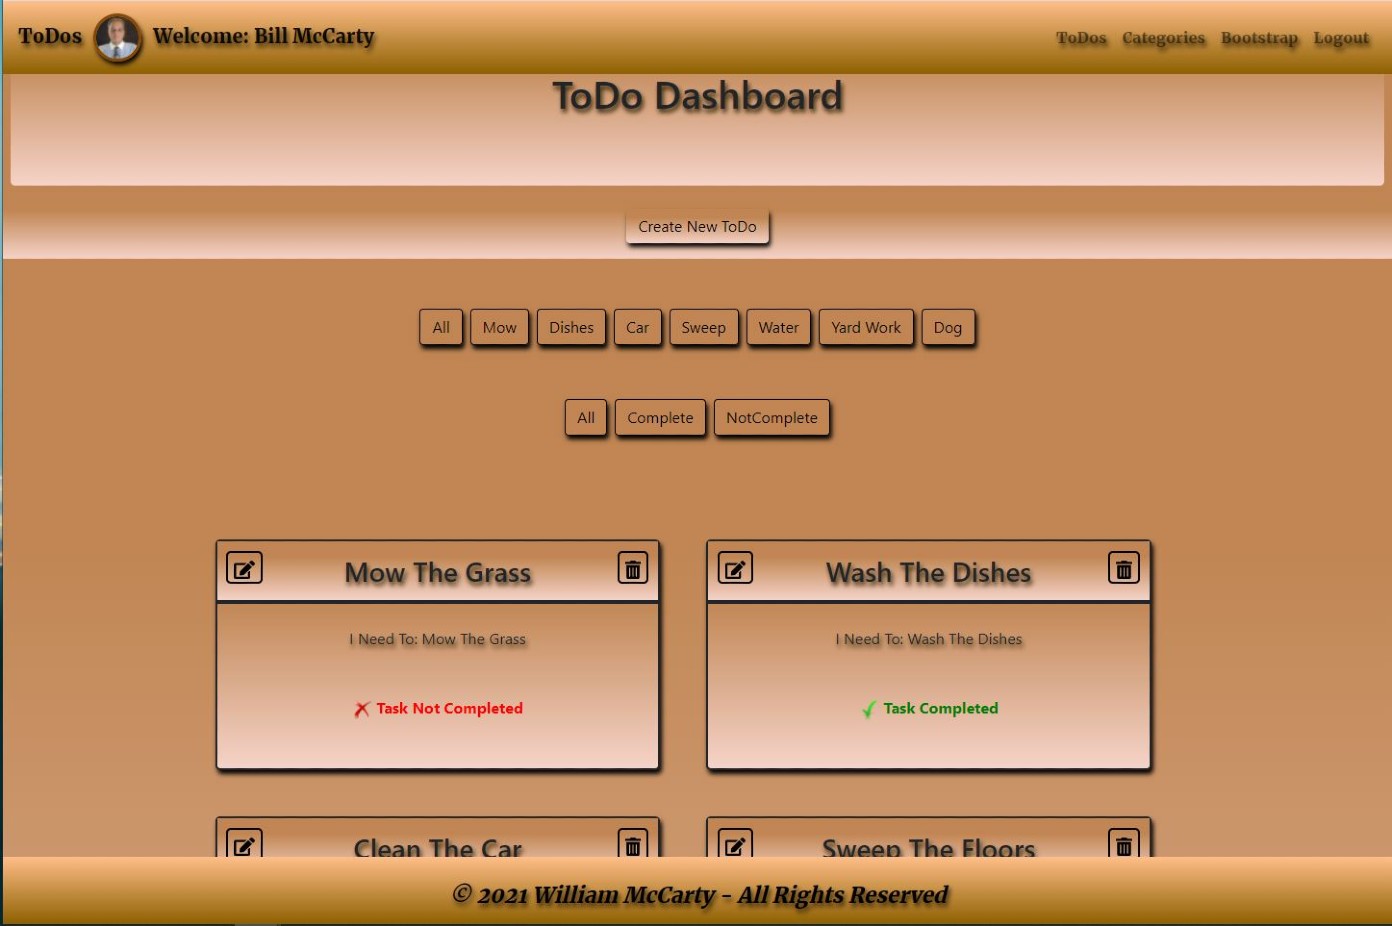 ToDos Welcome: Bill McCarty ToDos Categories Bootstrap Logout
ToDo Dashboard
Create New ToDo
All Mow Dishes Car Sweep Water Yard Work Dog
All Complete NotComplete
Mow The Grass
I Need To: Mow The Grass
Task Not Completed
Wash The Dishes
I Need To: Wash The Dishes
Task Completed
Clean The Car
Sweep The Floors
© 2021 William McCarty - All Rights Reserved